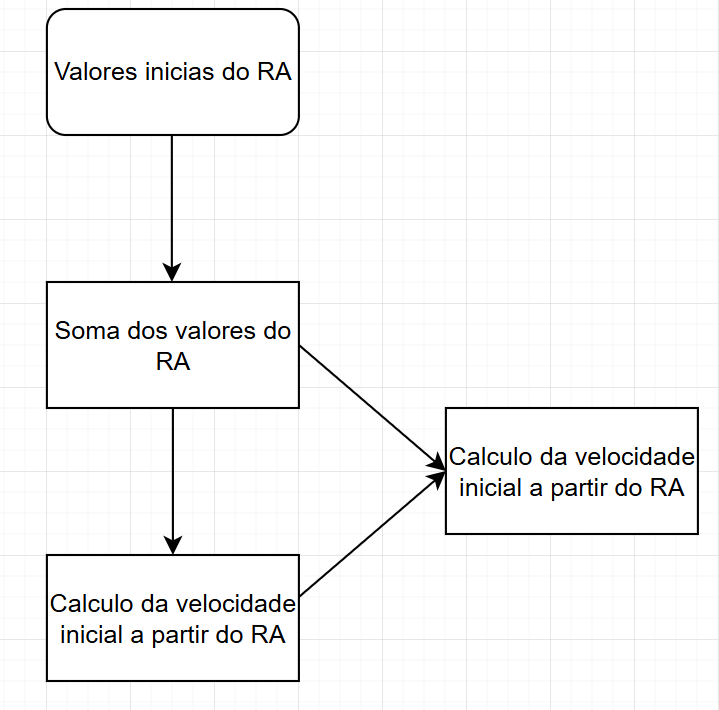 Valores inicias do RA
Soma dos valores do
RA
Calculo da velocidade
inicial a partir do RA
Calculo da velocidade
inicial a partir do RA